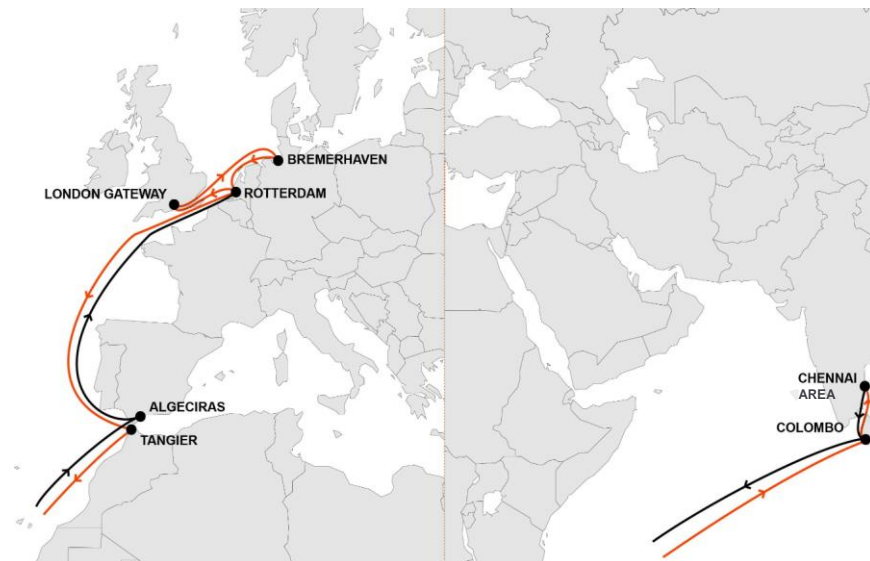 BREMERHAVEN
LONDON GATEWAY
ROTTERDAM
ALGECIRAS
TANGIER
CHENNAI
AREA
COLOMBO